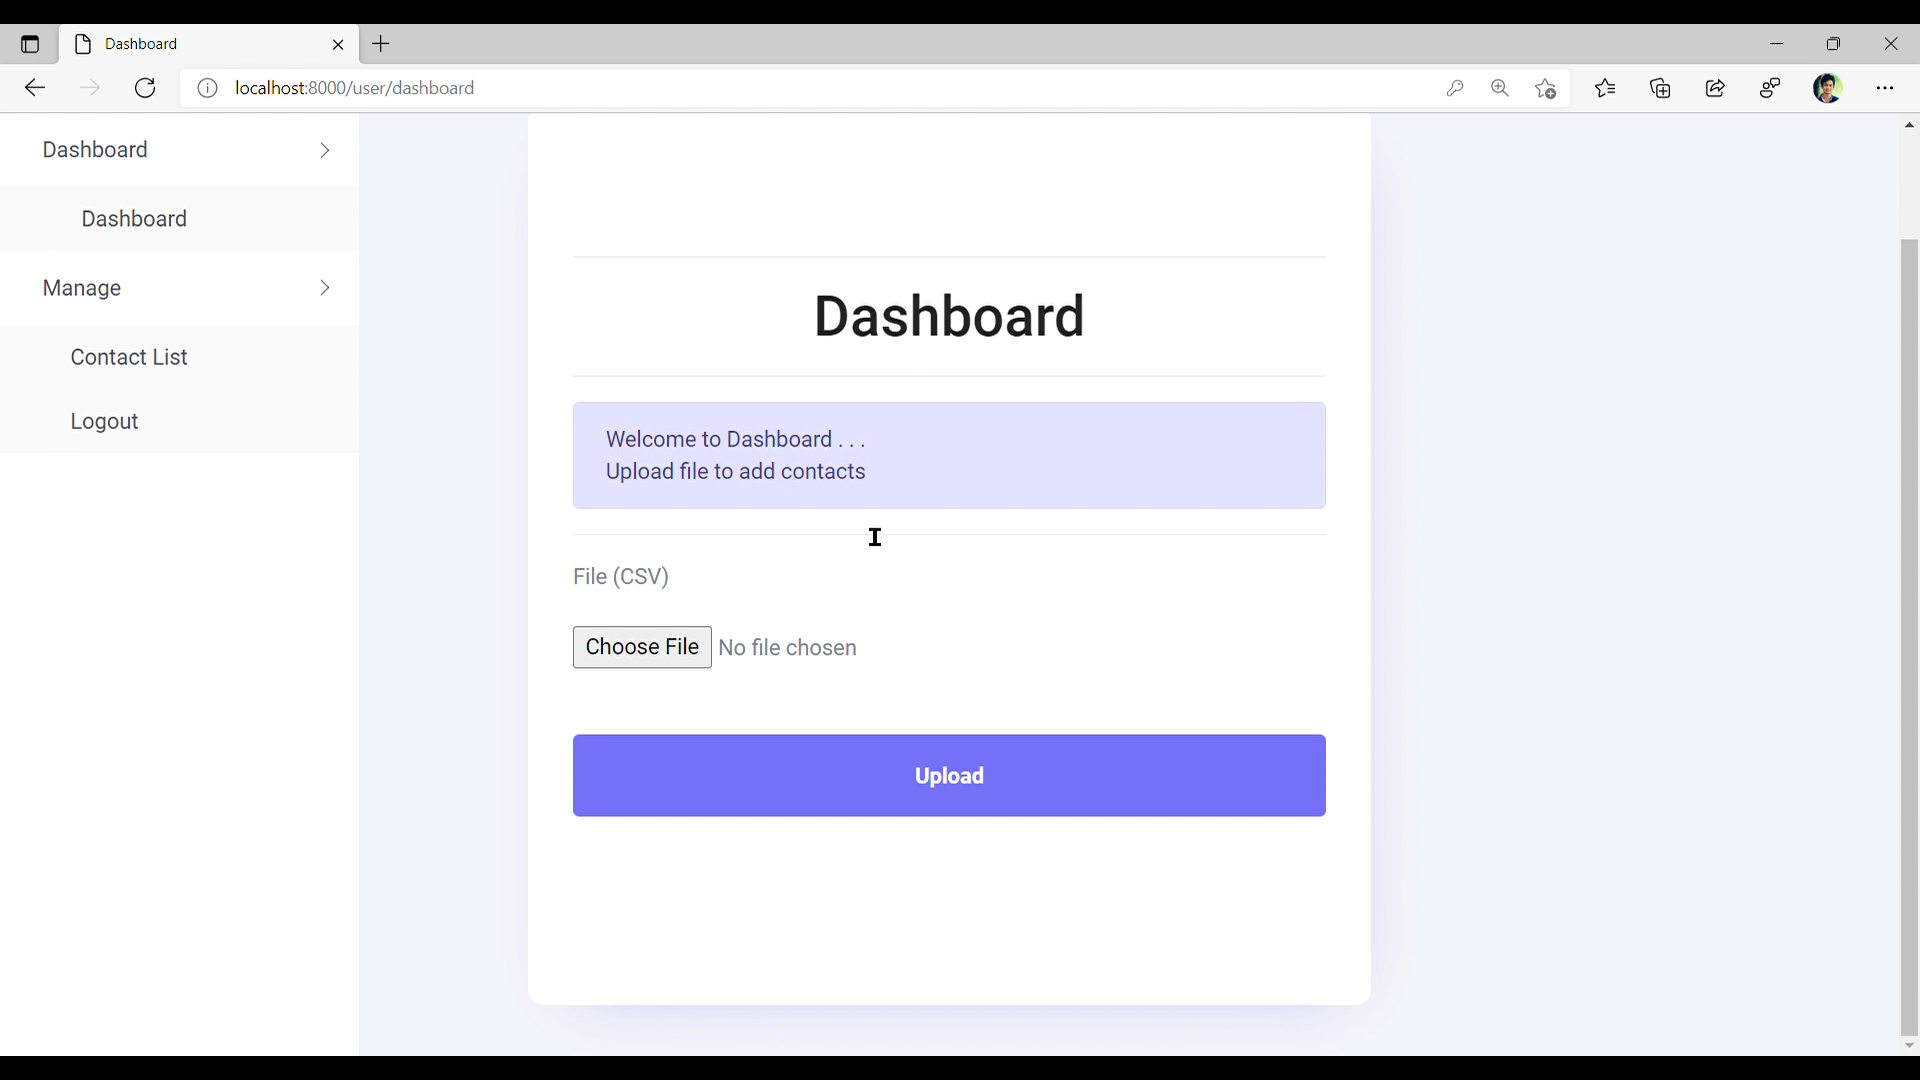 Dashboard
localhost:8000/user/dashboard
Dashboard
Dashboard
Manage
Contact List
Logout
Dashboard
Welcome to Dashboard . . .
Upload file to add contacts
File (CSV)
Choose File No file chosen
Upload